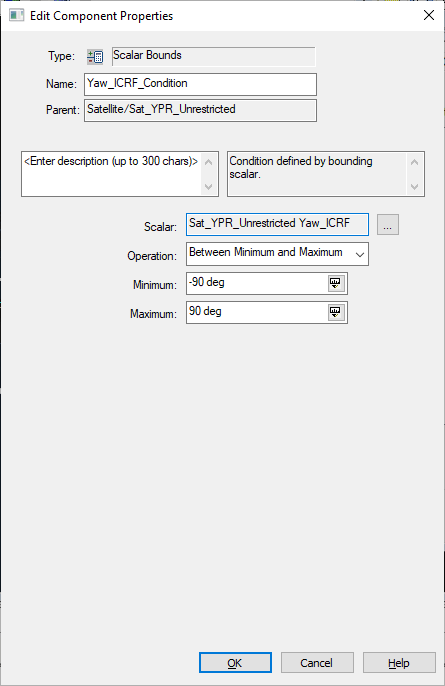 Edit Component Properties
Type: Scalar Bounds
Name: Yaw_ICRF_Condition
Parent: Satellite/Sat_YPR_Unrestricted
<Enter description (up to 300 chars)>
Condition defined by bounding
scalar.
Scalar: Sat_YPR_Unrestricted Yaw_ICRF ...
Operation: Between Minimum and Maximum
Minimum: -90 deg
Maximum: 90 deg
OK Cancel Help